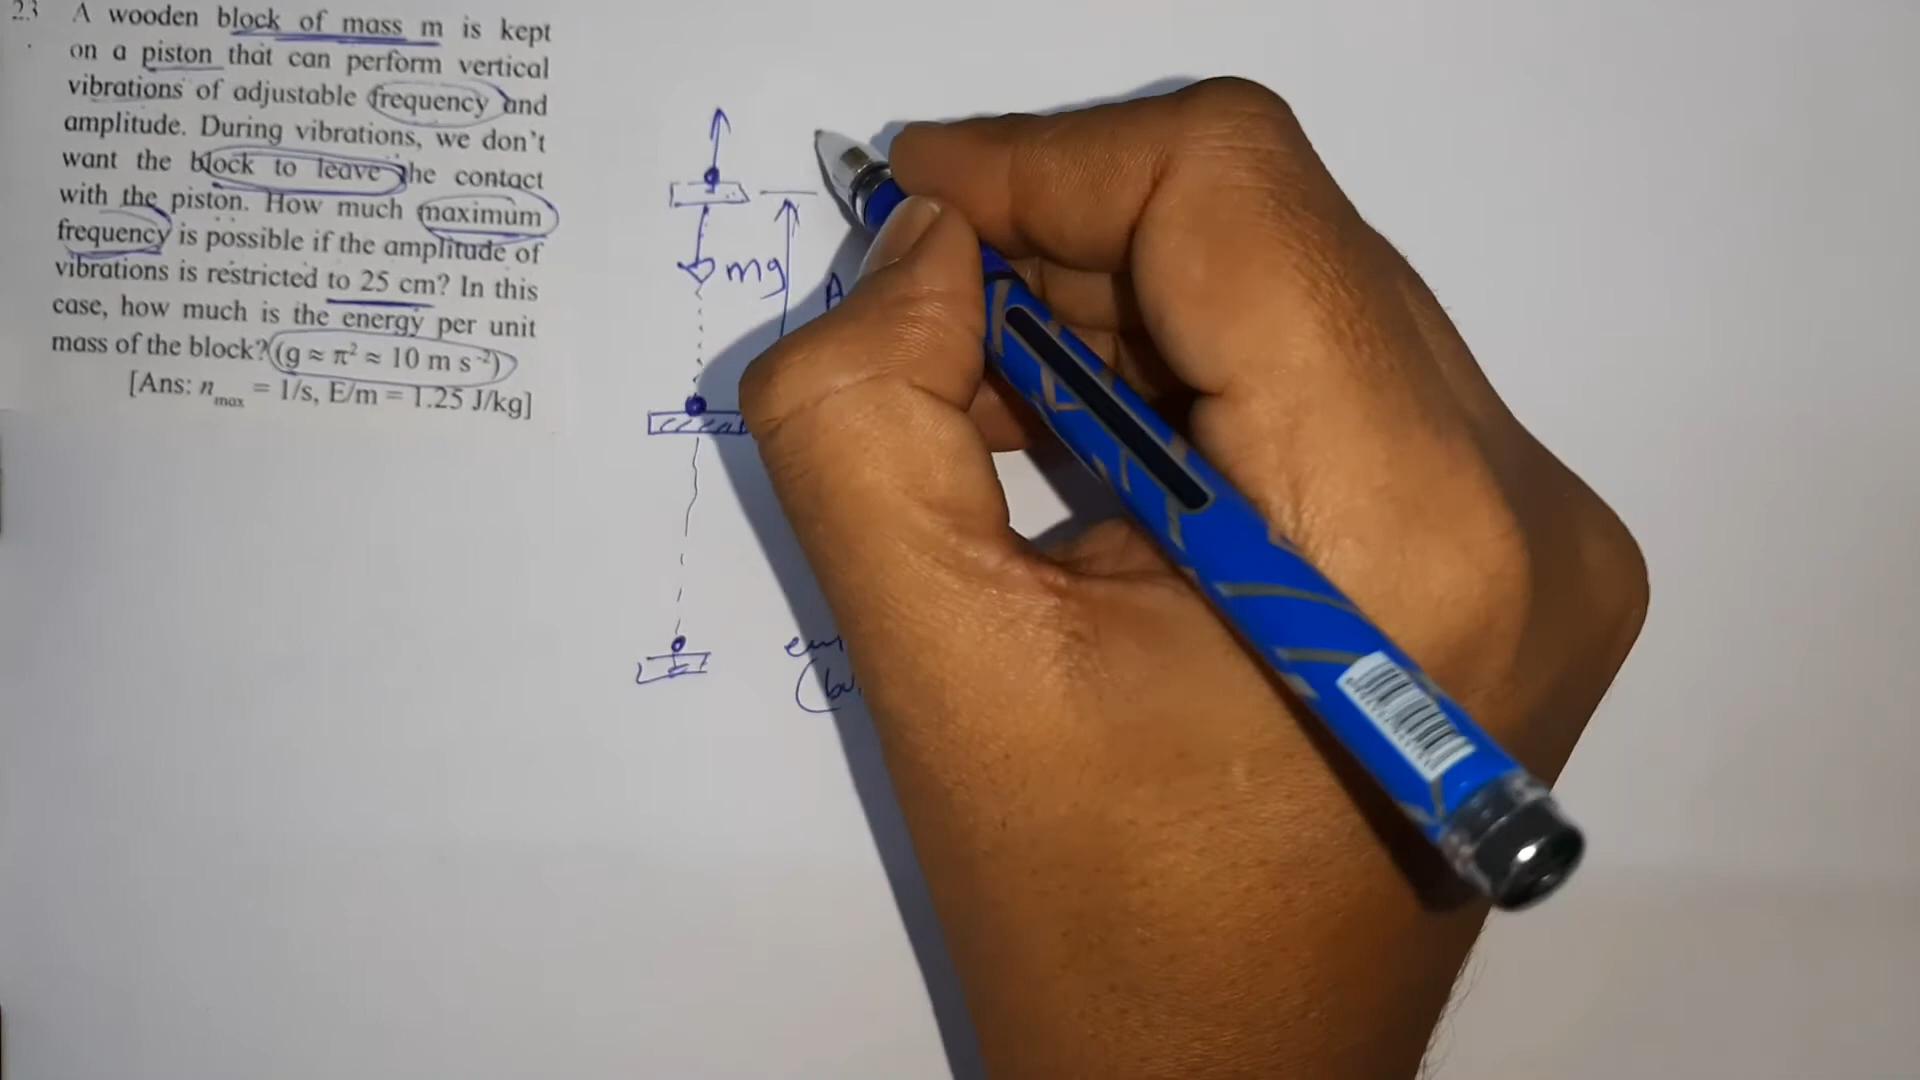 2.3 A wooden block of mass m is kept
on a piston that can perform vertical
vibrations of adjustable frequency and
amplitude. During vibrations, we don't
want the block to leave the contact
with the piston. How much maximum
frequency is possible if the amplitude of
vibrations is restricted to 25 cm? In this
case, how much is the energy per unit
mass of the block? (g ≈ π² ≈ 10 m s⁻²)
[Ans: nₘₐₓ = 1/s, E/m = 1.25 J/kg]
mg
A